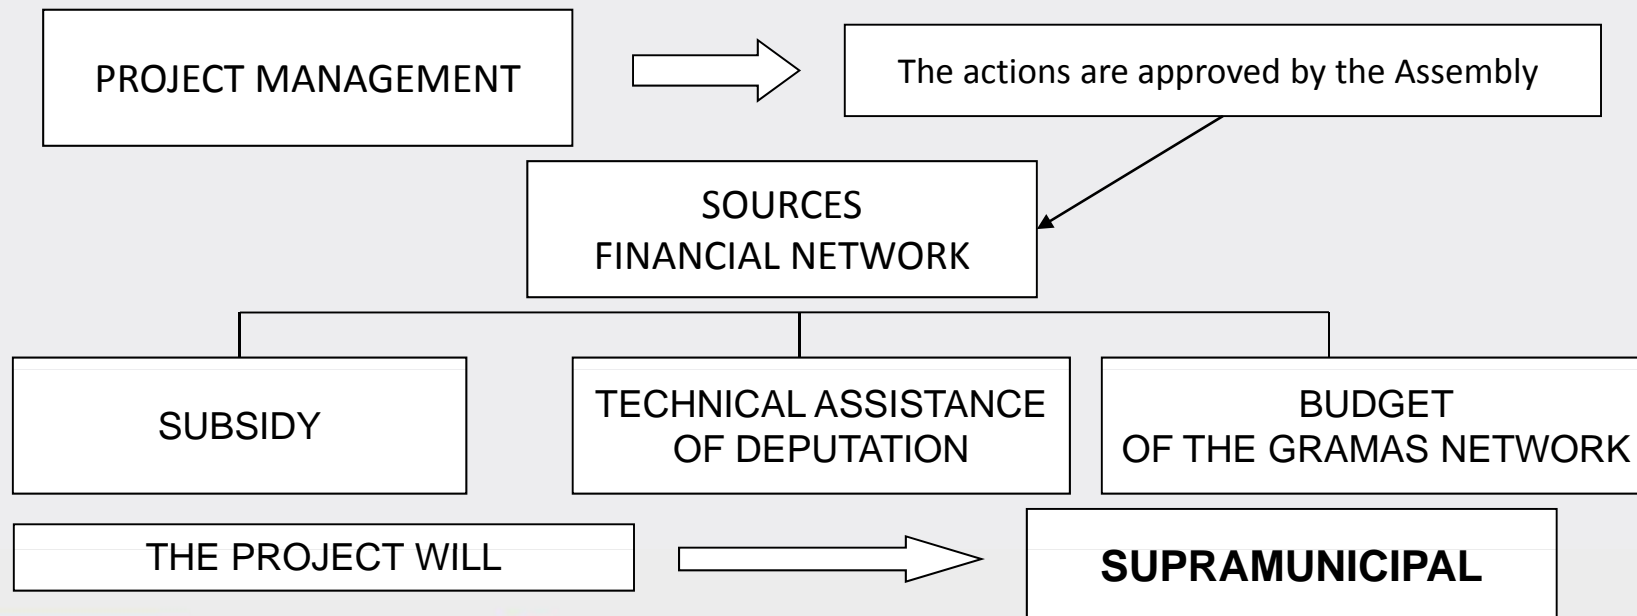 PROJECT MANAGEMENT
The actions are approved by the Assembly
SOURCES
FINANCIAL NETWORK
SUBSIDY
TECHNICAL ASSISTANCE
OF DEPUTATION
BUDGET
OF THE GRAMAS NETWORK
THE PROJECT WILL
SUPRAMUNICIPAL